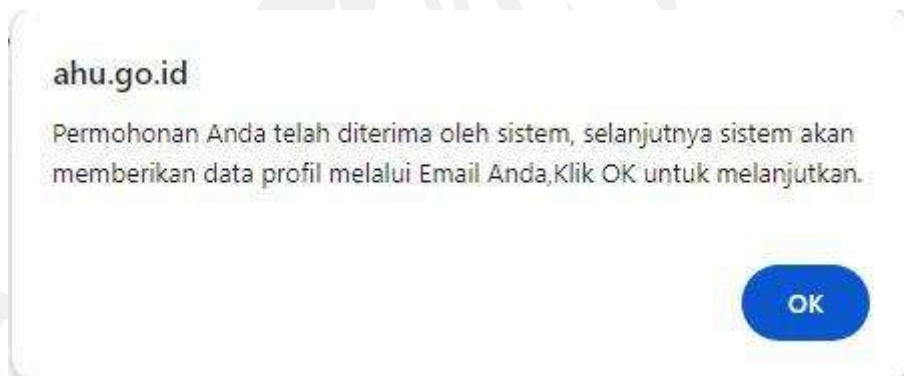 ahu.go.id
Permohonan Anda telah diterima oleh sistem, selanjutnya sistem akan
memberikan data profil melalui Email Anda,Klik OK untuk melanjutkan.
OK